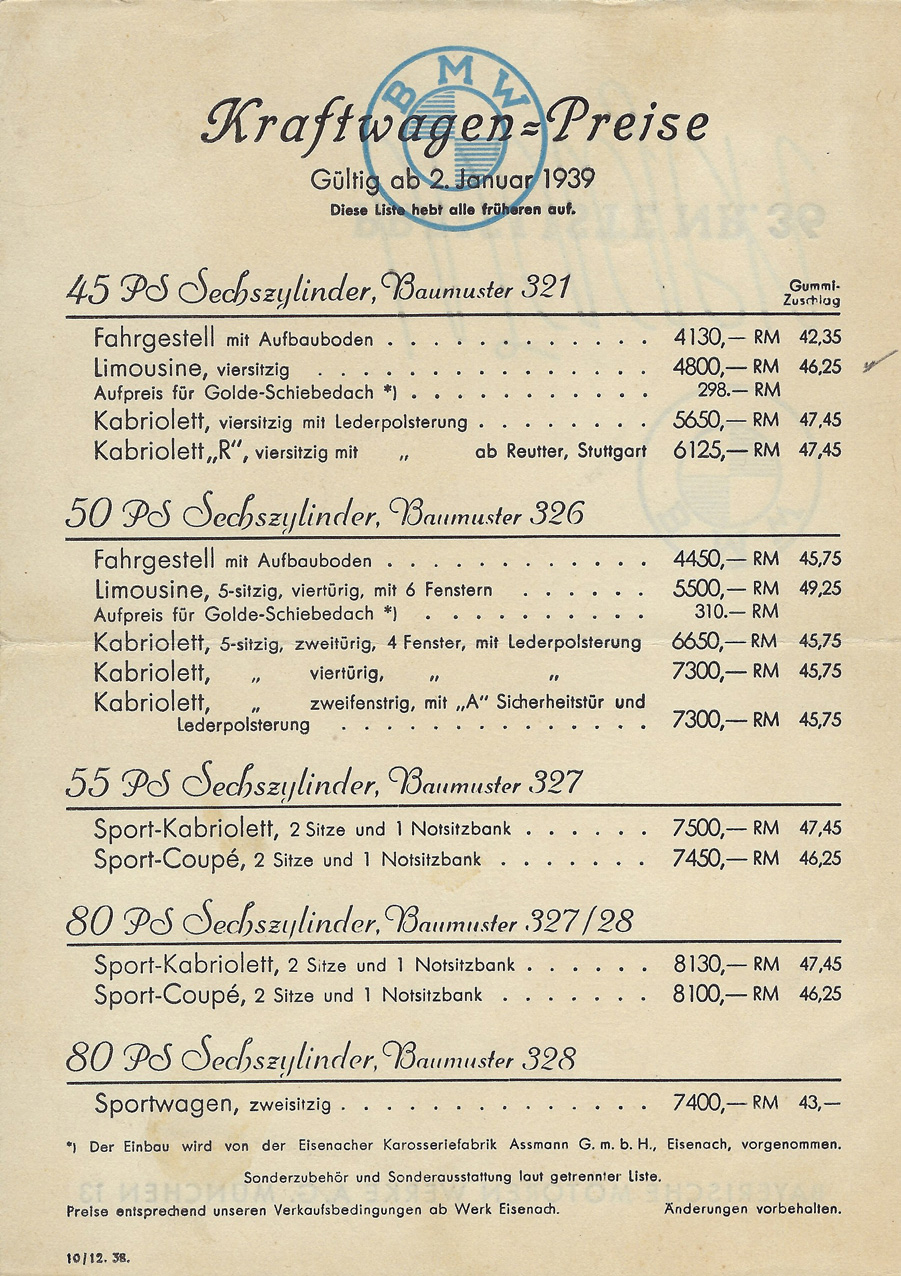 BMW
Kraftwagen=Preise
Gültig ab 2. Januar 1939
Diese Liste hebt alle früheren auf.
45 PS Sechszylinder, Baumuster 321 Gummi-Zuschlag
Fahrgestell mit Aufbauboden . . . . . . . . . . . . 4130,— RM 42,35
Limousine, viersitzig . . . . . . . . . . . . . . . 4800,— RM 46,25
Aufpreis für Golde-Schiebedach *) . . . . . . . . . . . 298.— RM
Kabriolett, viersitzig mit Lederpolsterung . . . . . . . . 5650,— RM 47,45
Kabriolett „R“, viersitzig mit „ ab Reutter, Stuttgart 6125,— RM 47,45
50 PS Sechszylinder, Baumuster 326
Fahrgestell mit Aufbauboden . . . . . . . . . . . . 4450,— RM 45,75
Limousine, 5-sitzig, viertürig, mit 6 Fenstern . . . . . . 5500,— RM 49,25
Aufpreis für Golde-Schiebedach *) . . . . . . . . . . 310.— RM
Kabriolett, 5-sitzig, zweitürig, 4 Fenster, mit Lederpolsterung 6650,— RM 45,75
Kabriolett, „ viertürig, „ „ 7300,— RM 45,75
Kabriolett, „ zweifenstrig, mit „A“ Sicherheitstür und
Lederpolsterung . . . . . . . . . . . . . . 7300,— RM 45,75
55 PS Sechszylinder, Baumuster 327
Sport-Kabriolett, 2 Sitze und 1 Notsitzbank . . . . . . 7500,— RM 47,45
Sport-Coupé, 2 Sitze und 1 Notsitzbank . . . . . . . 7450,— RM 46,25
80 PS Sechszylinder, Baumuster 327/28
Sport-Kabriolett, 2 Sitze und 1 Notsitzbank . . . . . . 8130,— RM 47,45
Sport-Coupé, 2 Sitze und 1 Notsitzbank . . . . . . . 8100,— RM 46,25
80 PS Sechszylinder, Baumuster 328
Sportwagen, zweisitzig . . . . . . . . . . . . . . 7400,— RM 43,—
*) Der Einbau wird von der Eisenacher Karosseriefabrik Assmann G. m. b. H., Eisenach, vorgenommen.
Sonderzubehör und Sonderausstattung laut getrennter Liste.
Preise entsprechend unseren Verkaufsbedingungen ab Werk Eisenach. Änderungen vorbehalten.
10/12. 38.